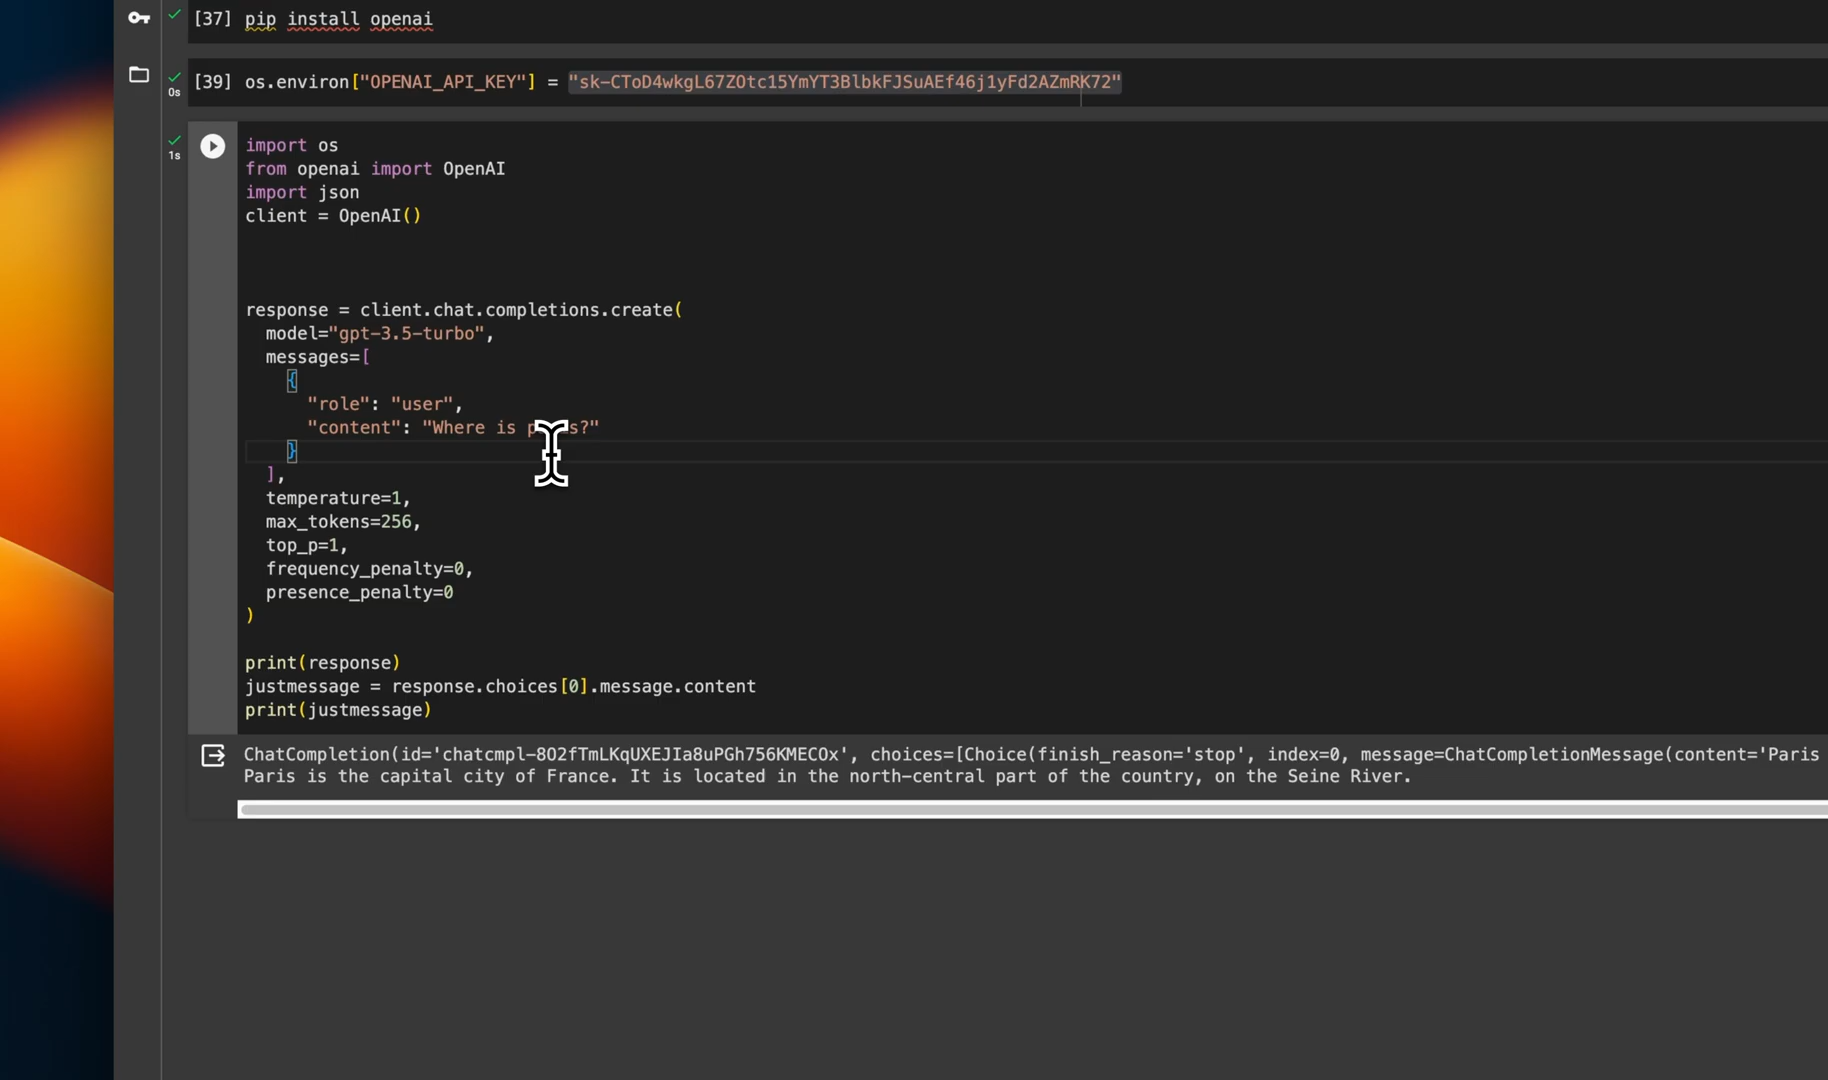 [37] pip install openai
[39] os.environ["OPENAI_API_KEY"] = "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"
0s
1s
import os
from openai import OpenAI
import json
client = OpenAI()
response = client.chat.completions.create(
model="gpt-3.5-turbo",
messages=[
{
"role": "user",
"content": "Where is
}
],
temperature=1,
max_tokens=256,
top_p=1,
frequency_penalty=0,
presence_penalty=0
)
print(response)
justmessage = response.choices[0].message.content
print(justmessage)
ChatCompletion(id='chatcmpl-8O2fTmLKqUXEJIa8uPGh756KMECOx', choices=[Choice(finish_reason='stop', index=0, message=ChatCompletionMessage(content='Paris
Paris is the capital city of France. It is located in the north-central part of the country, on the Seine River.